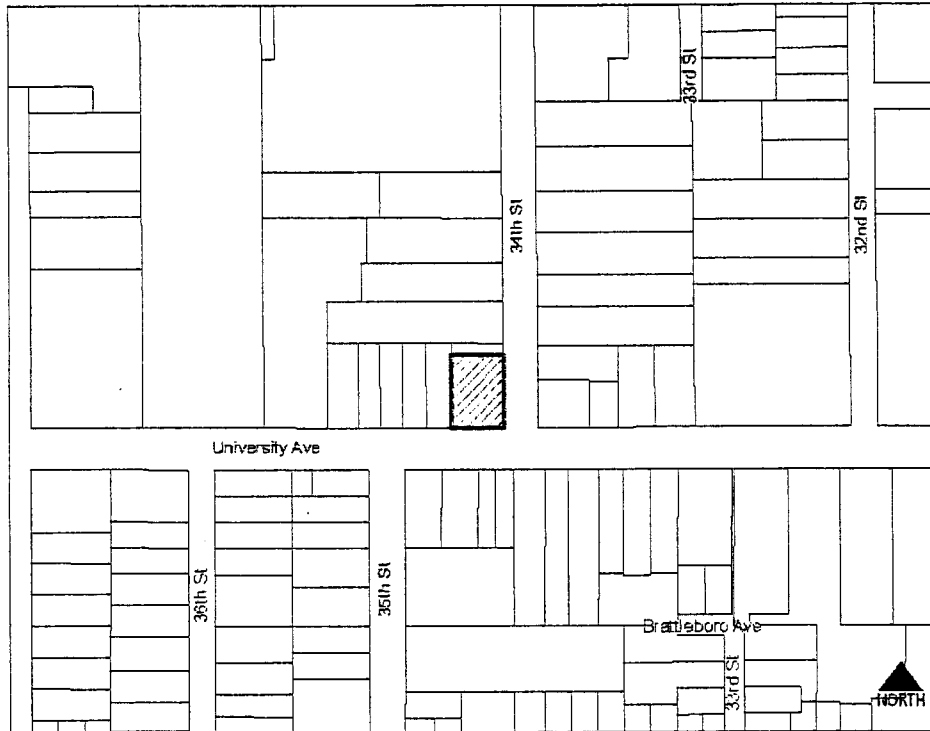 33rd St
34th St
32nd St
University Ave
36th St
35th St
Brattleboro Ave
33rd St
NORTH